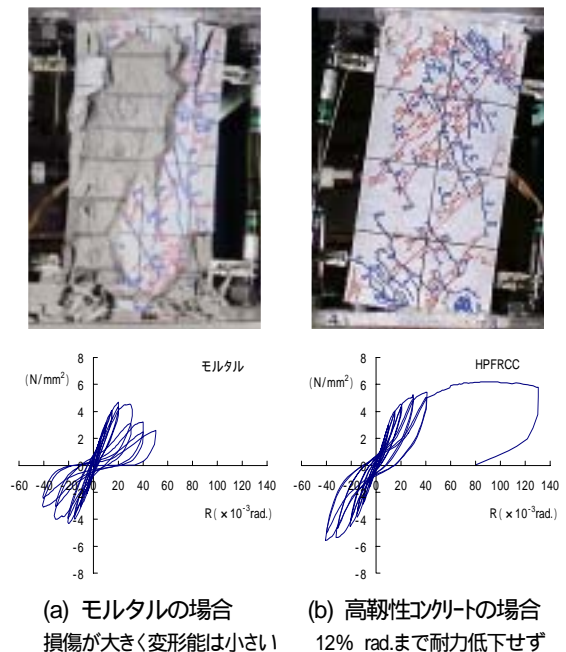 8
(N/mm²)
モルタル
6
4
2
0
-60 -40 -20 0 20 40 60 80 100 120 140
-2
R(×10⁻³rad.)
-4
-6
-8
8
(N/mm²)
HPFRCC
6
4
2
0
-60 -40 -20 0 20 40 60 80 100 120 140
-2
R(×10⁻³rad.)
-4
-6
-8
(a) モルタルの場合
損傷が大きく変形能は小さい
(b) 高靱性コンクリートの場合
12% rad.まで耐力低下せず